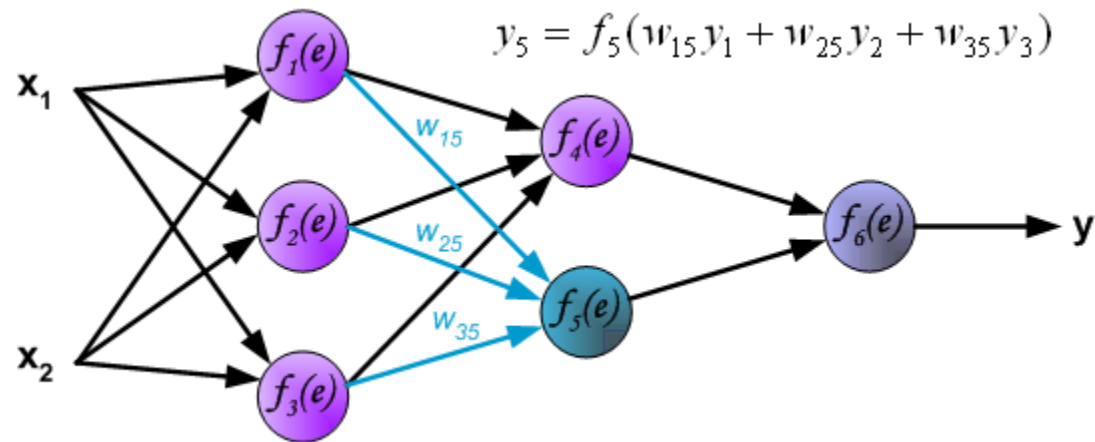 y₅ = f₅(w₁₅y₁ + w₂₅y₂ + w₃₅y₃)
x₁
x₂
f₁(e)
f₂(e)
f₃(e)
w₁₅
w₂₅
w₃₅
f₄(e)
f₅(e)
f₆(e)
y